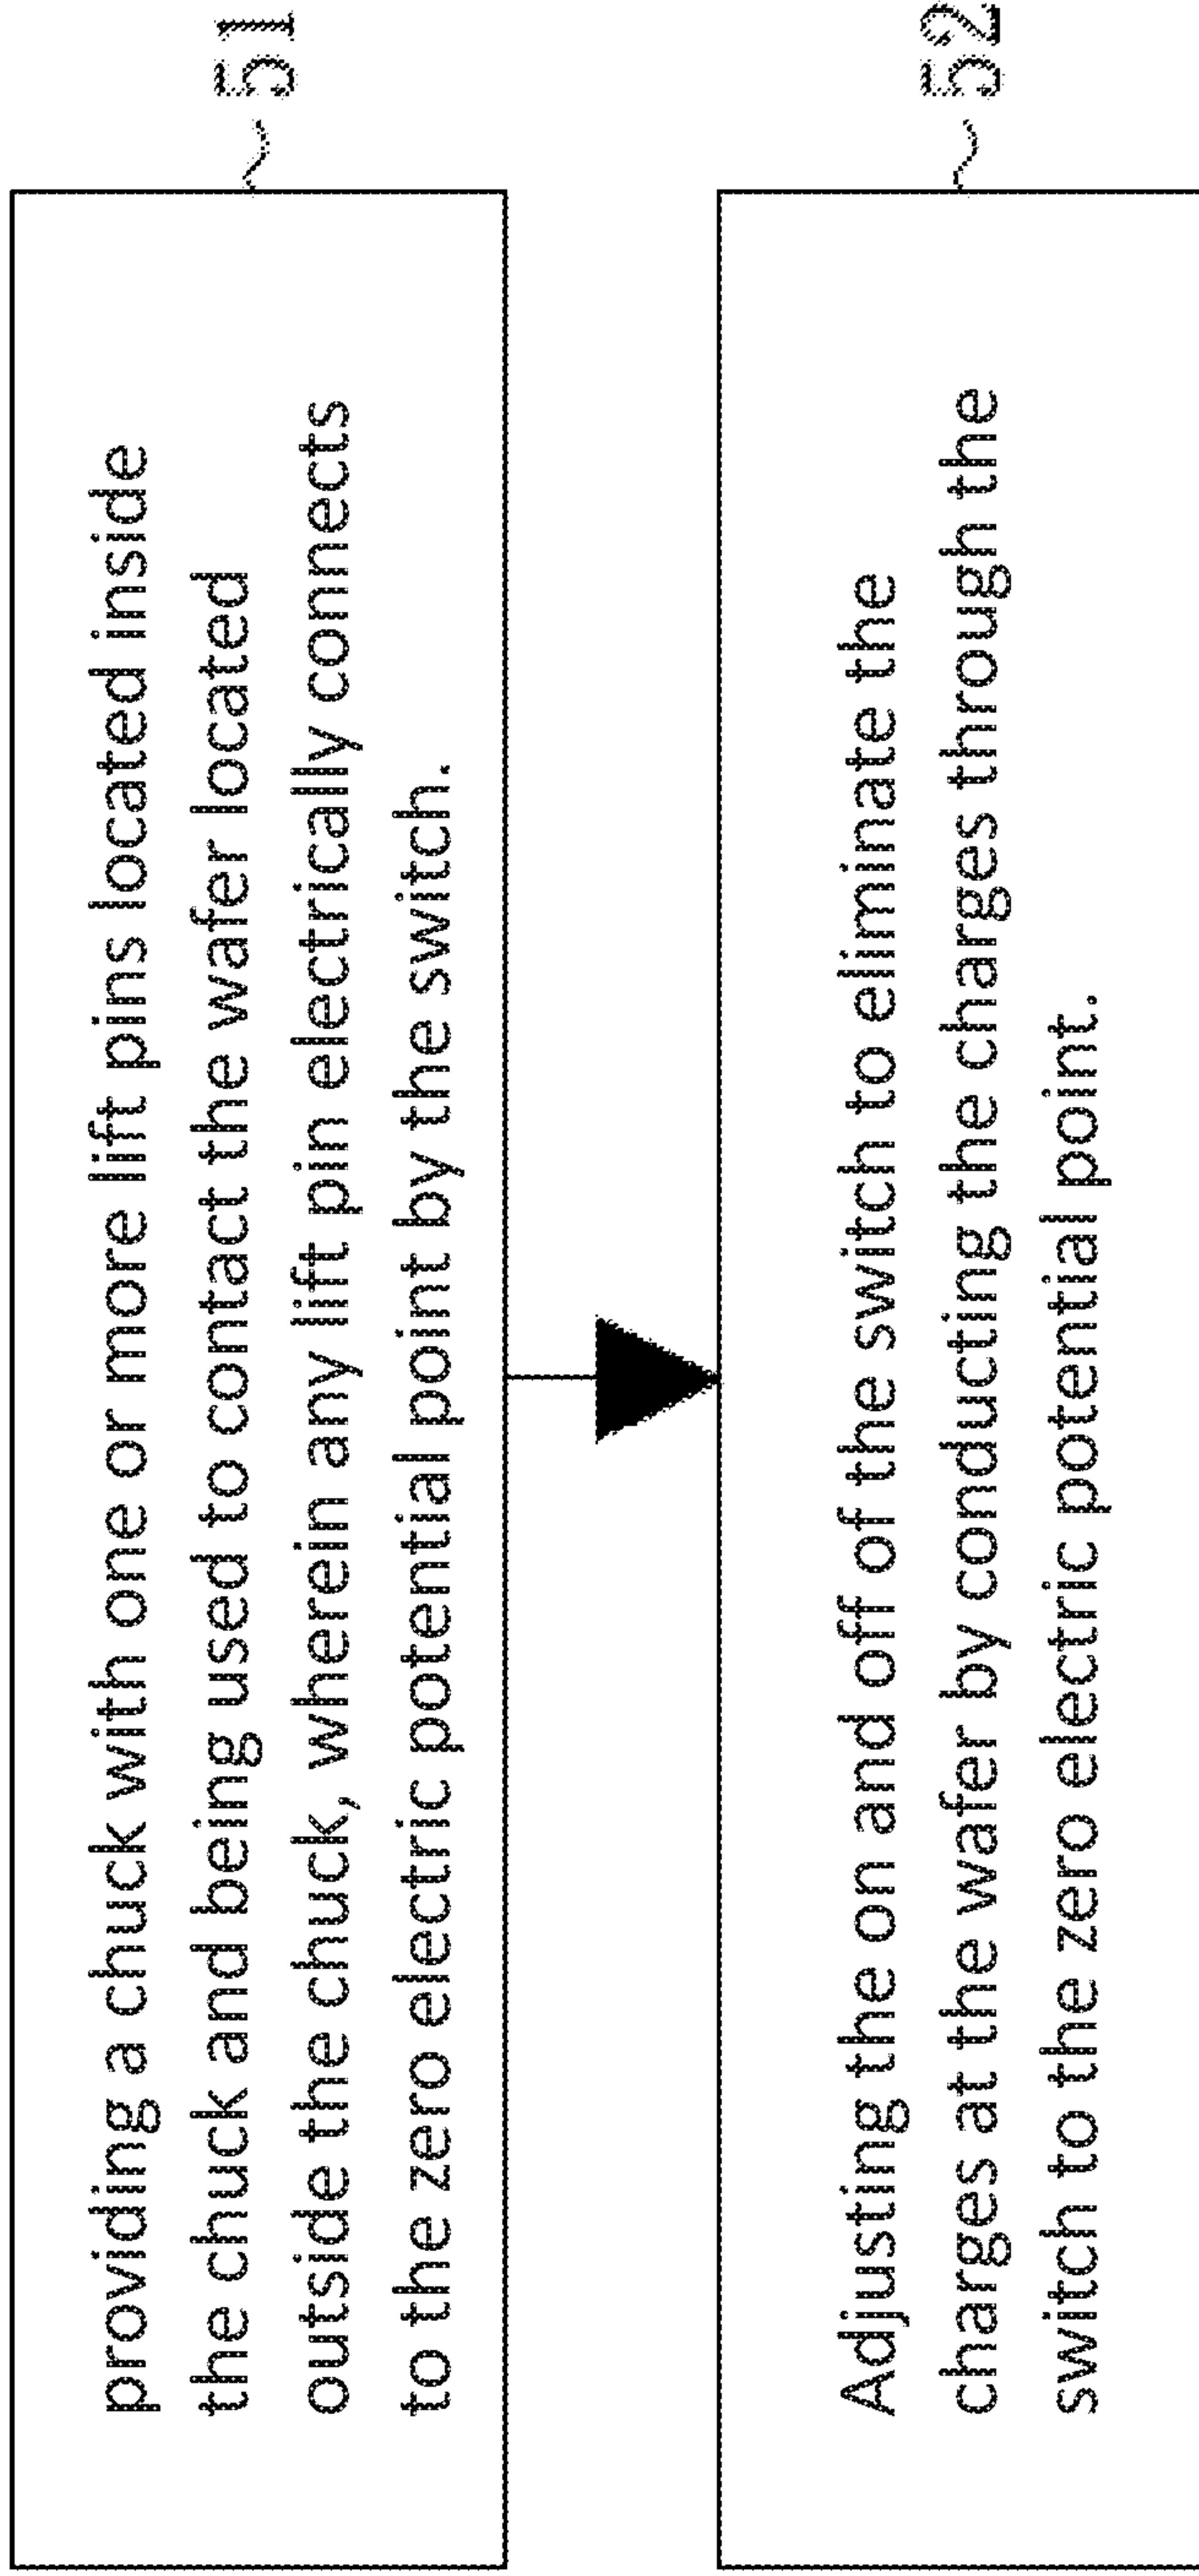 providing a chuck with one or more lift pins located inside
the chuck and being used to contact the wafer located
outside the chuck, wherein any lift pin electrically connects
to the zero electric potential point by the switch.
51
Adjusting the on and off of the switch to eliminate the
charges at the wafer by conducting the charges through the
switch to the zero electric potential point.
52